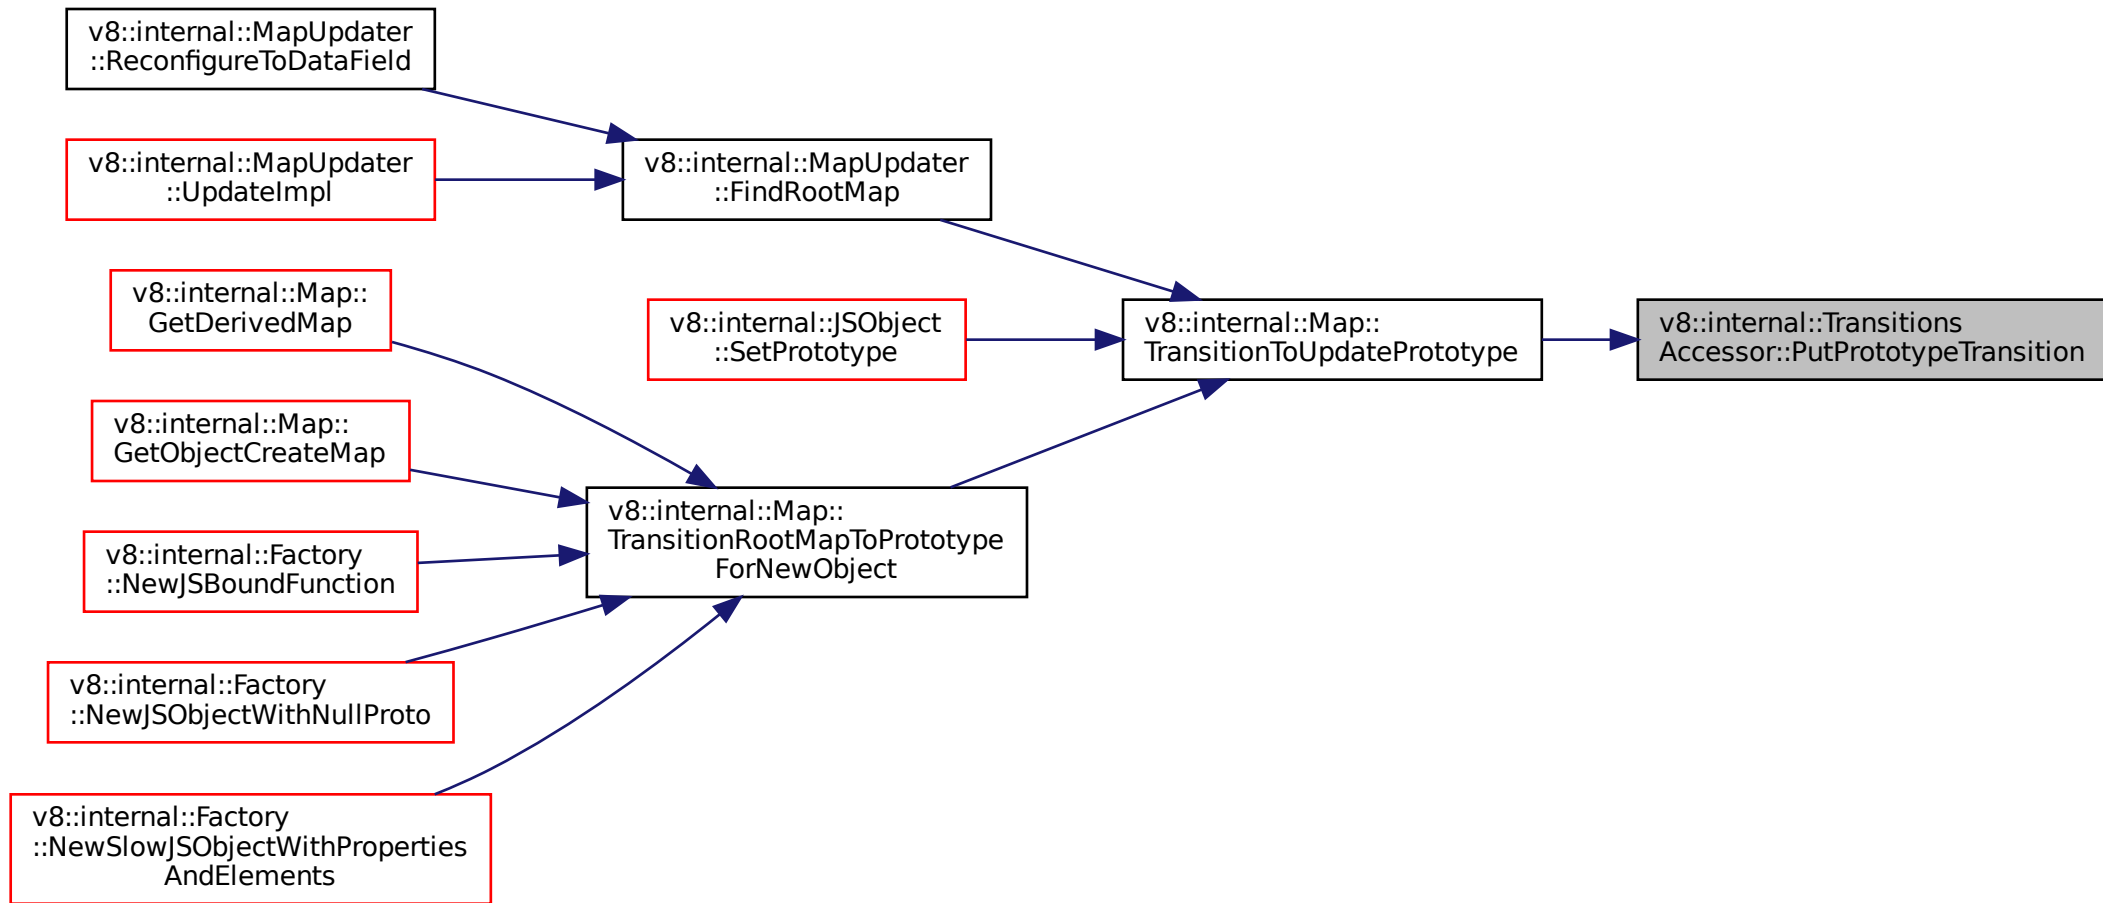 v8::internal::MapUpdater
::ReconfigureToDataField
v8::internal::MapUpdater
::UpdateImpl
v8::internal::MapUpdater
::FindRootMap
v8::internal::Map::
GetDerivedMap
v8::internal::JSObject
::SetPrototype
v8::internal::Map::
TransitionToUpdatePrototype
v8::internal::Transitions
Accessor::PutPrototypeTransition
v8::internal::Map::
GetObjectCreateMap
v8::internal::Map::
TransitionRootMapToPrototype
ForNewObject
v8::internal::Factory
::NewJSBoundFunction
v8::internal::Factory
::NewJSObjectWithNullProto
v8::internal::Factory
::NewSlowJSObjectWithProperties
AndElements